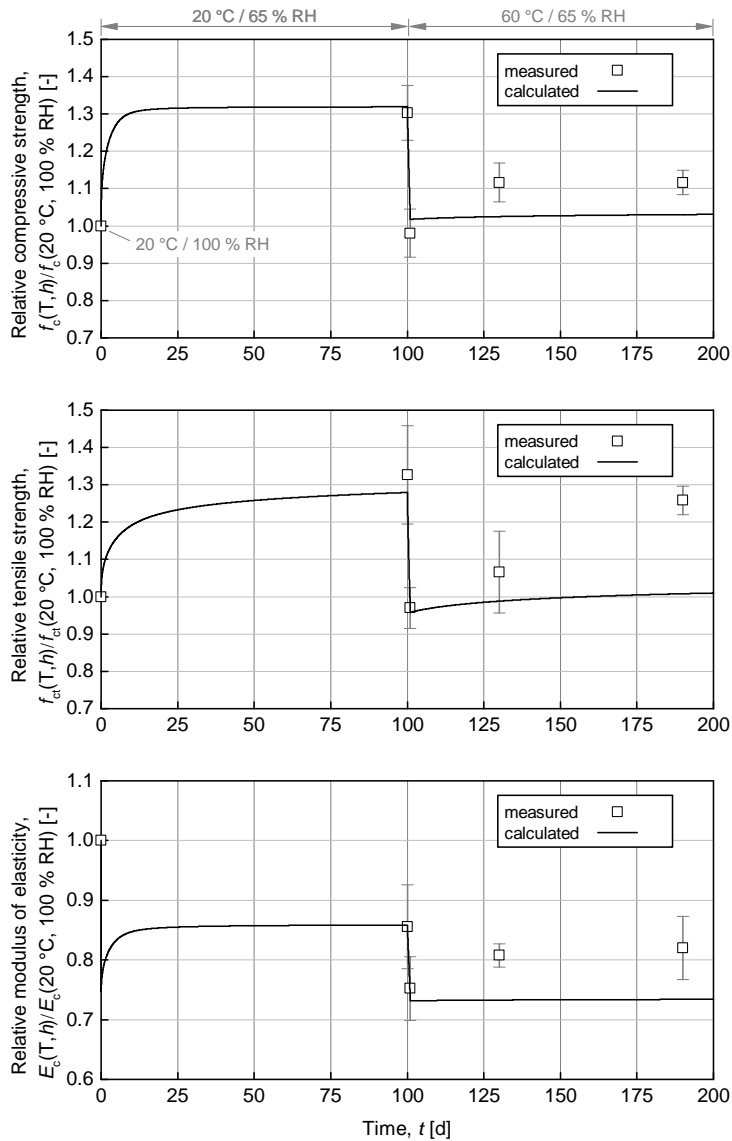 20 °C / 65 % RH 60 °C / 65 % RH
Relative compressive strength,
f_c(T,h)/f_c(20 °C, 100 % RH) [-]
1.5
1.4
1.3
1.2
1.1
1.0
0.9
0.8
0.7
measured
calculated
20 °C / 100 % RH
0 25 50 75 100 125 150 175 200
Relative tensile strength,
f_ct(T,h)/f_ct(20 °C, 100 % RH) [-]
1.5
1.4
1.3
1.2
1.1
1.0
0.9
0.8
0.7
measured
calculated
0 25 50 75 100 125 150 175 200
Relative modulus of elasticity,
E_c(T,h)/E_c(20 °C, 100 % RH) [-]
1.1
1.0
0.9
0.8
0.7
0.6
measured
calculated
0 25 50 75 100 125 150 175 200
Time, t [d]